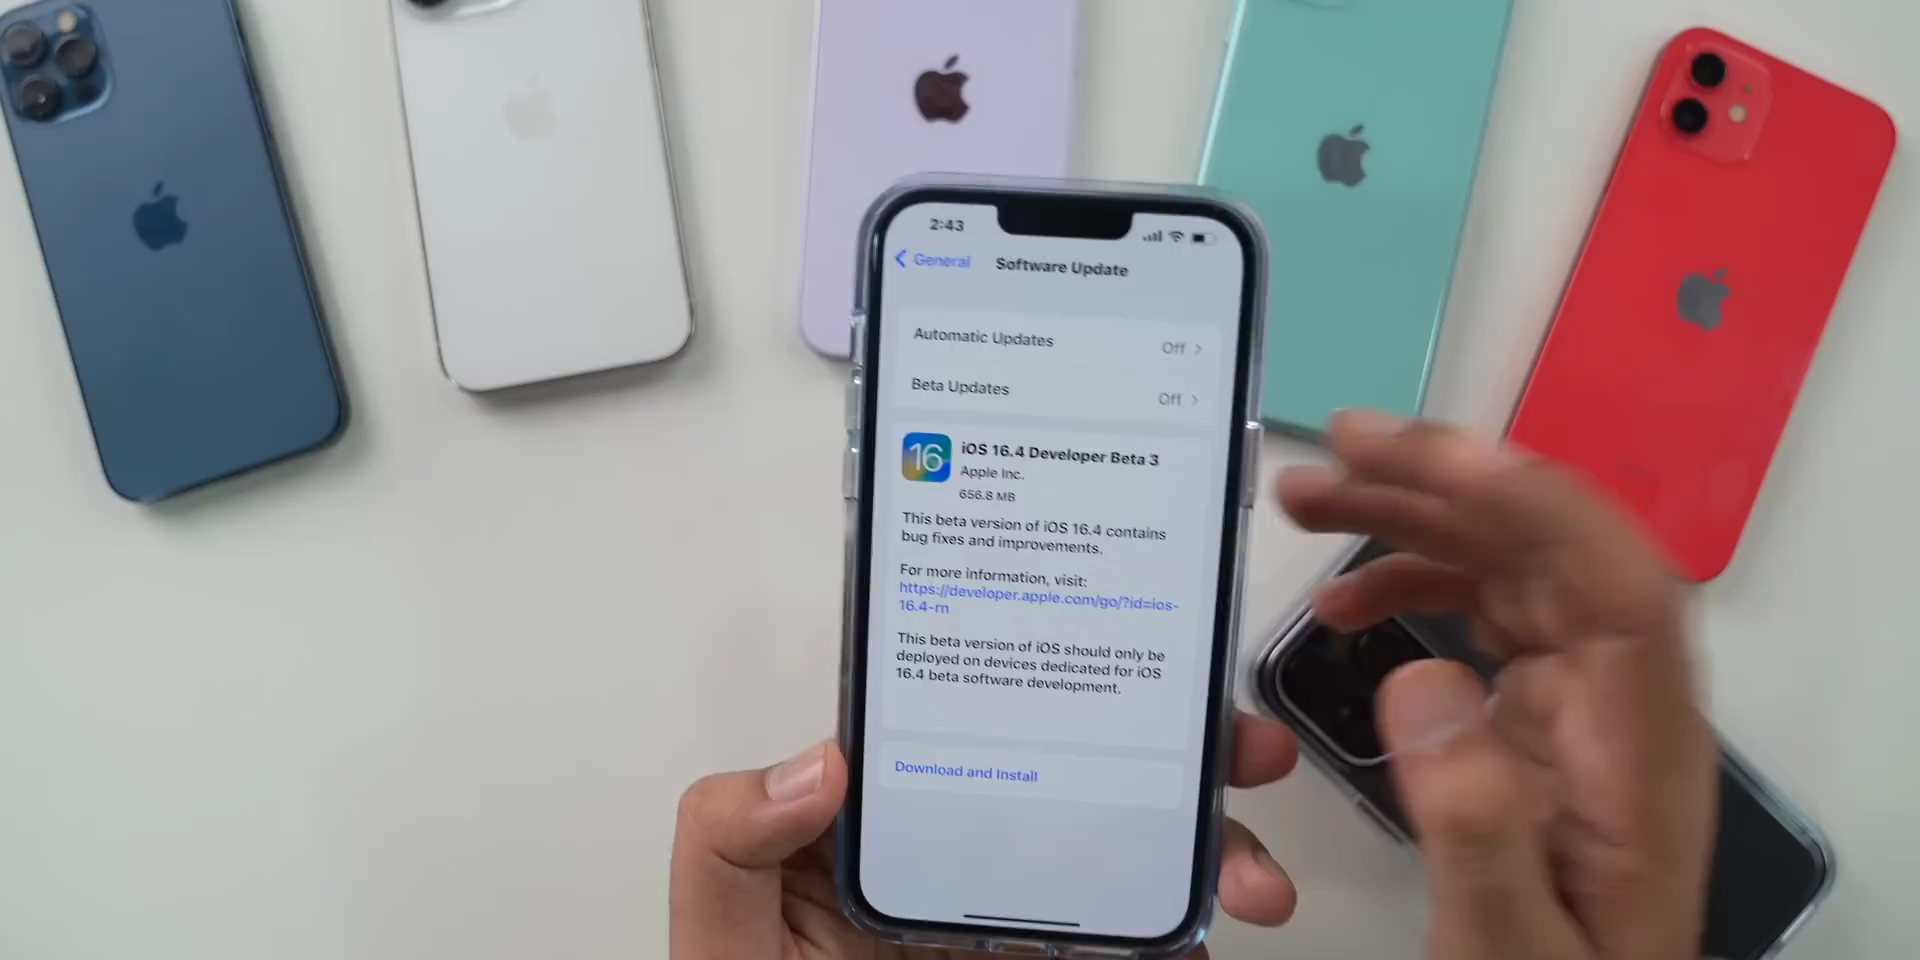 2:43
General
Software Update
Automatic Updates
Off
Beta Updates
Off
16
iOS 16.4 Developer Beta 3
Apple Inc.
656.8 MB
This beta version of iOS 16.4 contains
bug fixes and improvements.
For more information, visit:
https://developer.apple.com/go/?id=ios-
16.4-rn
This beta version of iOS should only be
deployed on devices dedicated for iOS
16.4 beta software development.
Download and Install